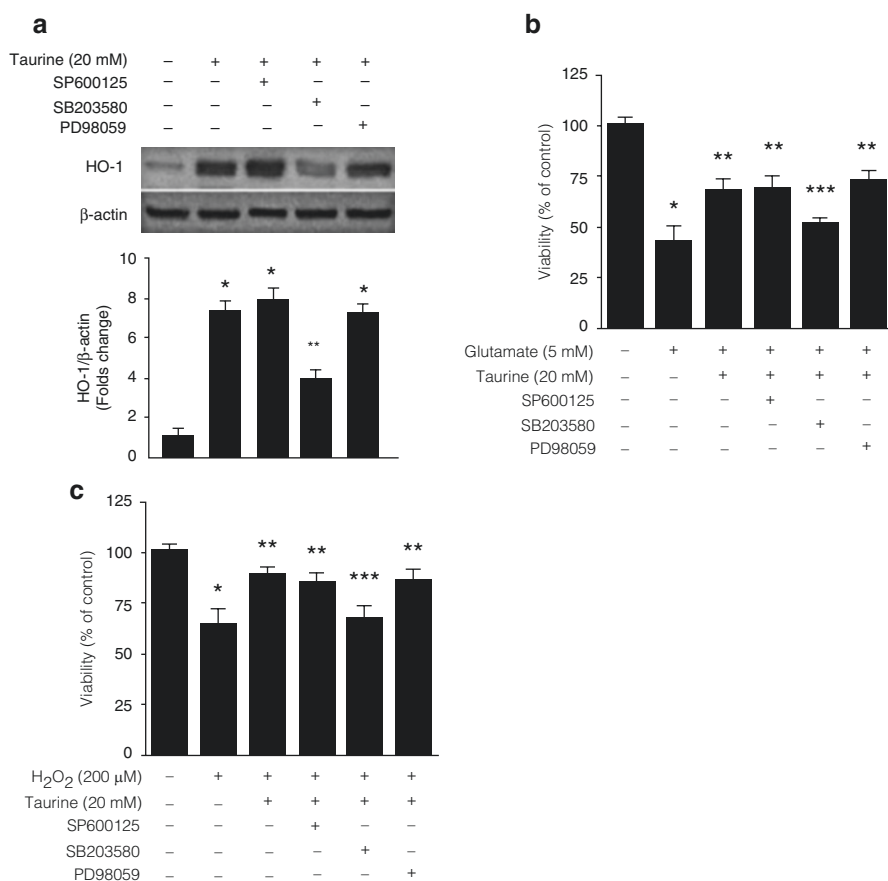 a
Taurine (20 mM) – + + + +
SP600125 – – + – –
SB203580 – – – + –
PD98059 – – – – +
HO-1
β-actin
10
8
6
4
2
0
HO-1/β-actin
(Folds change)
* * ** *
b
125
100
75
50
25
0
Viability (% of control)
* ** ** *** **
Glutamate (5 mM) – + + + + +
Taurine (20 mM) – – + + + +
SP600125 – – – + – –
SB203580 – – – – + –
PD98059 – – – – – +
c
125
100
75
50
25
0
Viability (% of control)
* ** ** *** **
H2O2 (200 μM) – + + + + +
Taurine (20 mM) – – + + + +
SP600125 – – – + – –
SB203580 – – – – + –
PD98059 – – – – – +